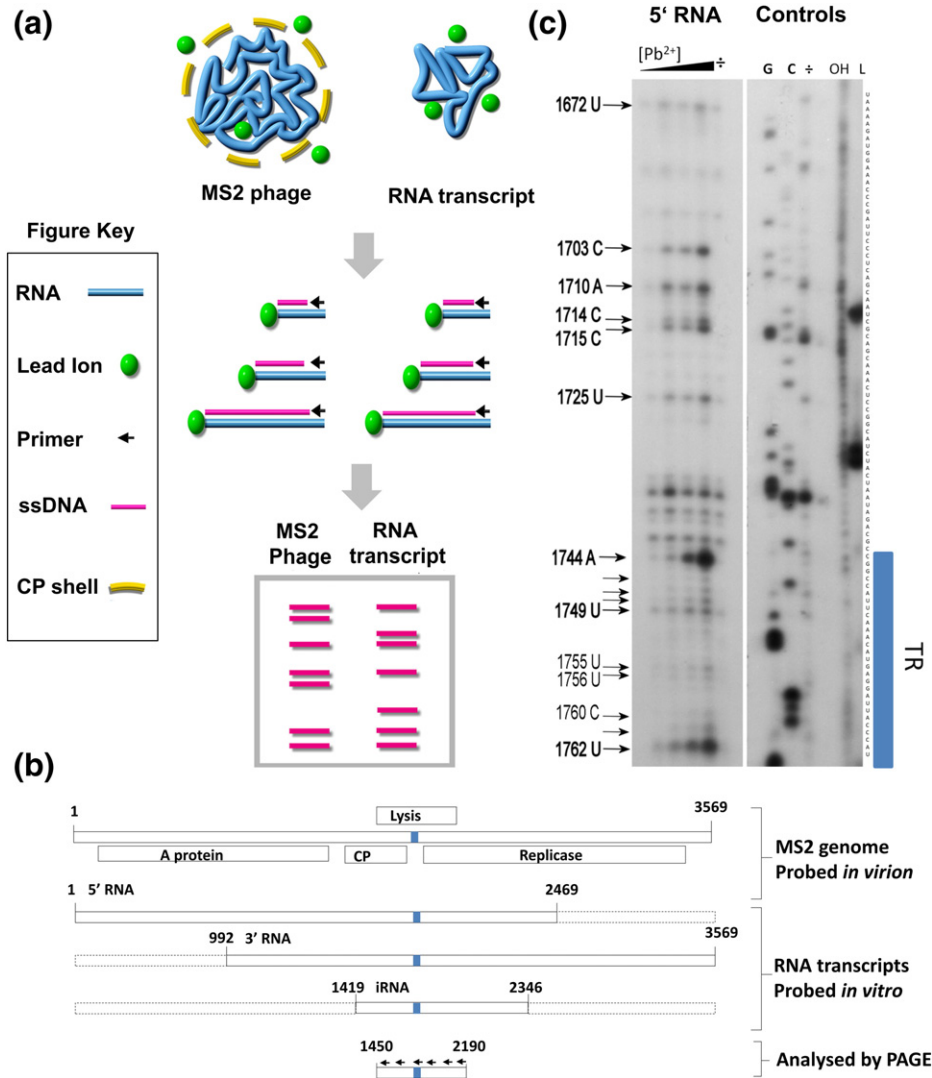 (a)
MS2 phage
RNA transcript
Figure Key
RNA
Lead Ion
Primer
ssDNA
CP shell
MS2
Phage
RNA
transcript
(c)
5‘ RNA
Controls
[Pb²⁺]
÷
G C ÷ OH L
1672 U
1703 C
1710 A
1714 C
1715 C
1725 U
1744 A
1749 U
1755 U
1756 U
1760 C
1762 U
TR
(b)
1
3569
Lysis
A protein
CP
Replicase
MS2 genome
Probed in virion
1 5' RNA
2469
992 3' RNA
3569
1419 iRNA 2346
RNA transcripts
Probed in vitro
1450 2190
Analysed by PAGE